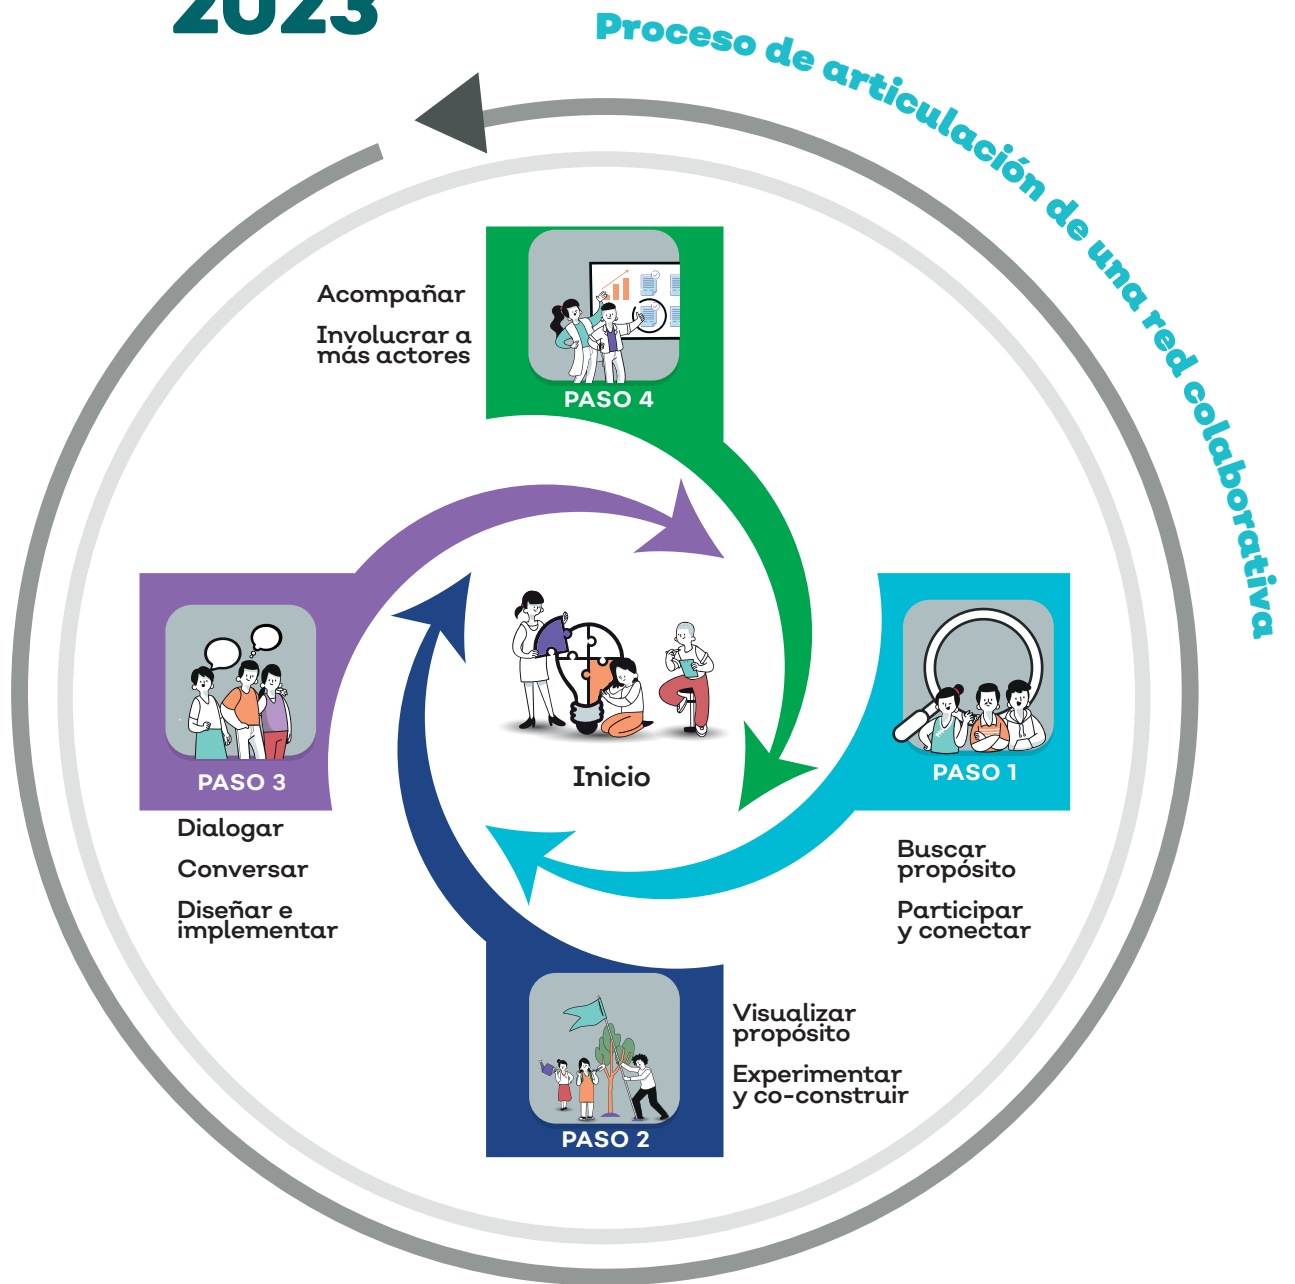 2023
Proceso de articulación de una red colaborativa
Acompañar
Involucrar a
más actores
PASO 4
PASO 3
Dialogar
Conversar
Diseñar e
implementar
Inicio
PASO 1
Buscar
propósito
Participar
y conectar
PASO 2
Visualizar
propósito
Experimentar
y co-construir